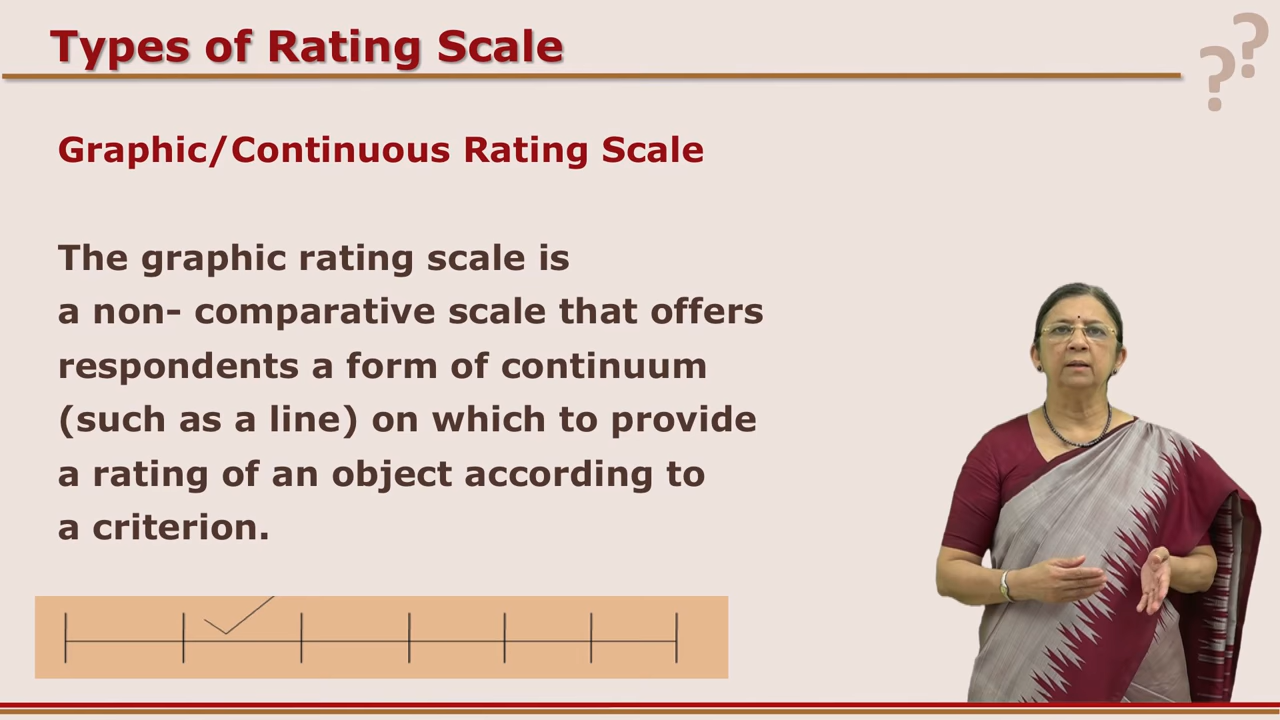 Types of Rating Scale
??
Graphic/Continuous Rating Scale
The graphic rating scale is
a non- comparative scale that offers
respondents a form of continuum
(such as a line) on which to provide
a rating of an object according to
a criterion.